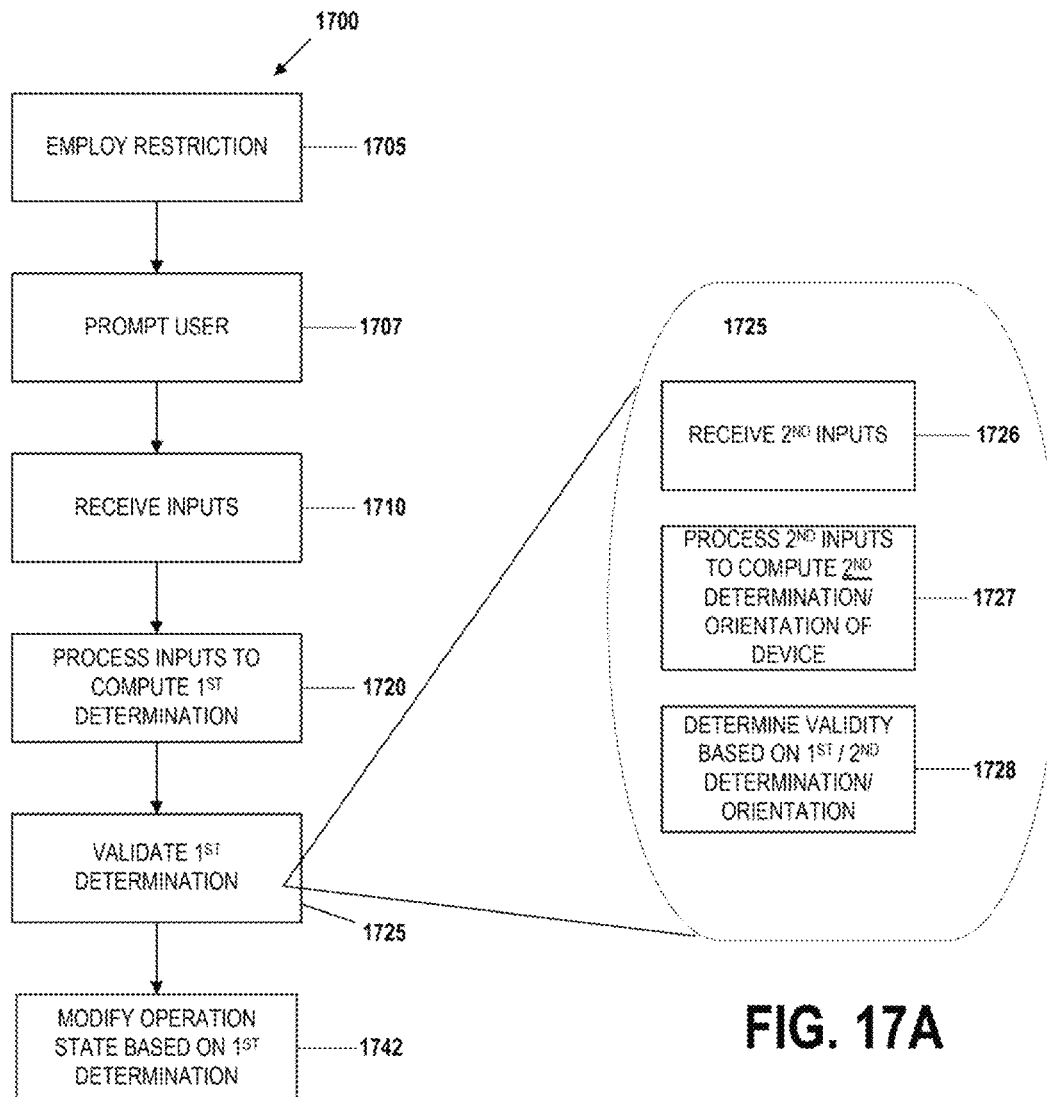 1700
EMPLOY RESTRICTION
1705
PROMPT USER
1707
RECEIVE INPUTS
1710
PROCESS INPUTS TO
COMPUTE 1ST
DETERMINATION
1720
VALIDATE 1ST
DETERMINATION
1725
MODIFY OPERATION
STATE BASED ON 1ST
DETERMINATION
1742
1725
RECEIVE 2ND INPUTS
1726
PROCESS 2ND INPUTS
TO COMPUTE 2ND
DETERMINATION/
ORIENTATION OF
DEVICE
1727
DETERMINE VALIDITY
BASED ON 1ST / 2ND
DETERMINATION/
ORIENTATION
1728
FIG. 17A